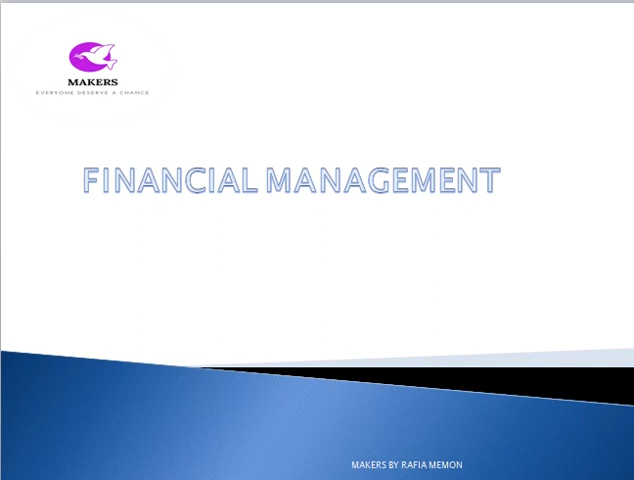 MAKERS
EVERYONE DESERVE A CHANCE
FINANCIAL MANAGEMENT
MAKERS BY RAFIA MEMON